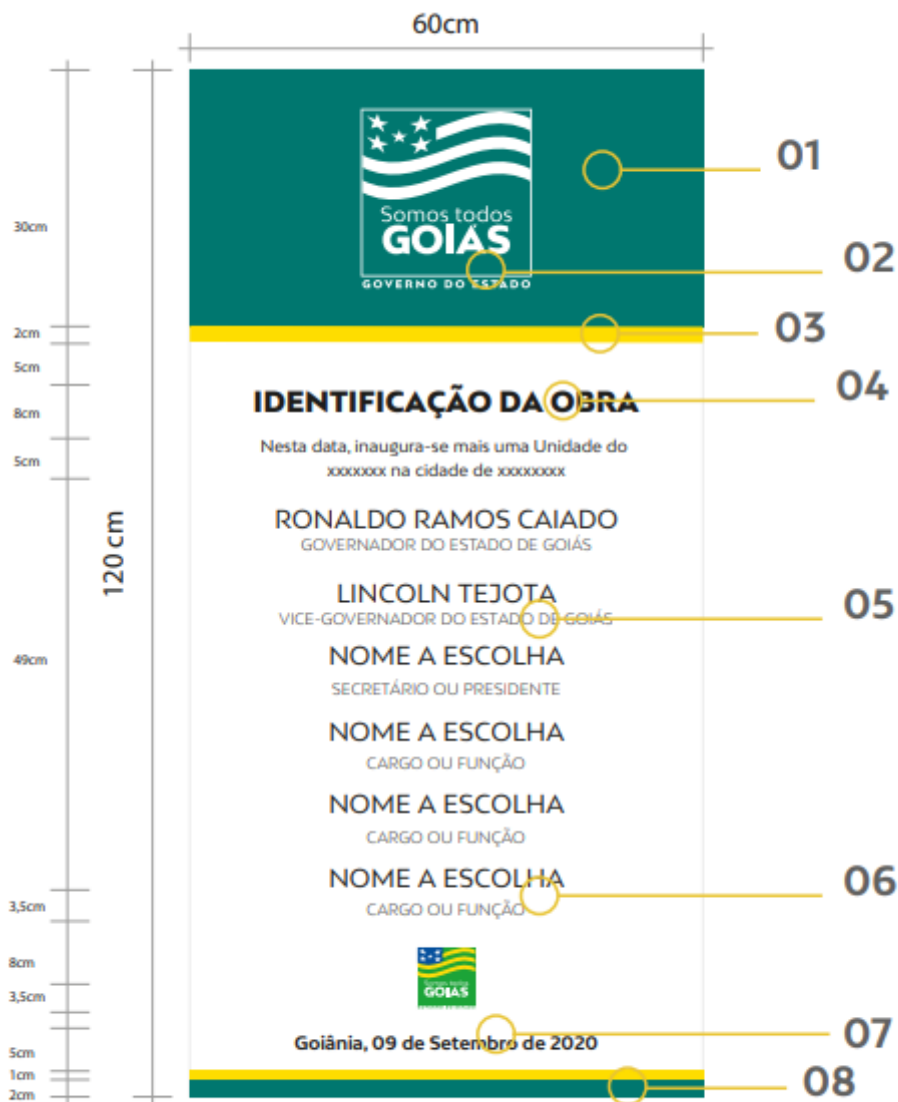 60cm
Somos todos
GOIÁS
GOVERNO DO ESTADO
01
02
03
04
05
06
07
08
30cm
2cm
5cm
8cm
5cm
49cm
3,5cm
8cm
3,5cm
5cm
1cm
2cm
120 cm
IDENTIFICAÇÃO DA OBRA
Nesta data, inaugura-se mais uma Unidade do
xxxxxxx na cidade de xxxxxxxx
RONALDO RAMOS CAIADO
GOVERNADOR DO ESTADO DE GOIÁS
LINCOLN TEJOTA
VICE-GOVERNADOR DO ESTADO DE GOIÁS
NOME A ESCOLHA
SECRETÁRIO OU PRESIDENTE
NOME A ESCOLHA
CARGO OU FUNÇÃO
NOME A ESCOLHA
CARGO OU FUNÇÃO
NOME A ESCOLHA
CARGO OU FUNÇÃO
Somos todos
GOIÁS
Goiânia, 09 de Setembro de 2020